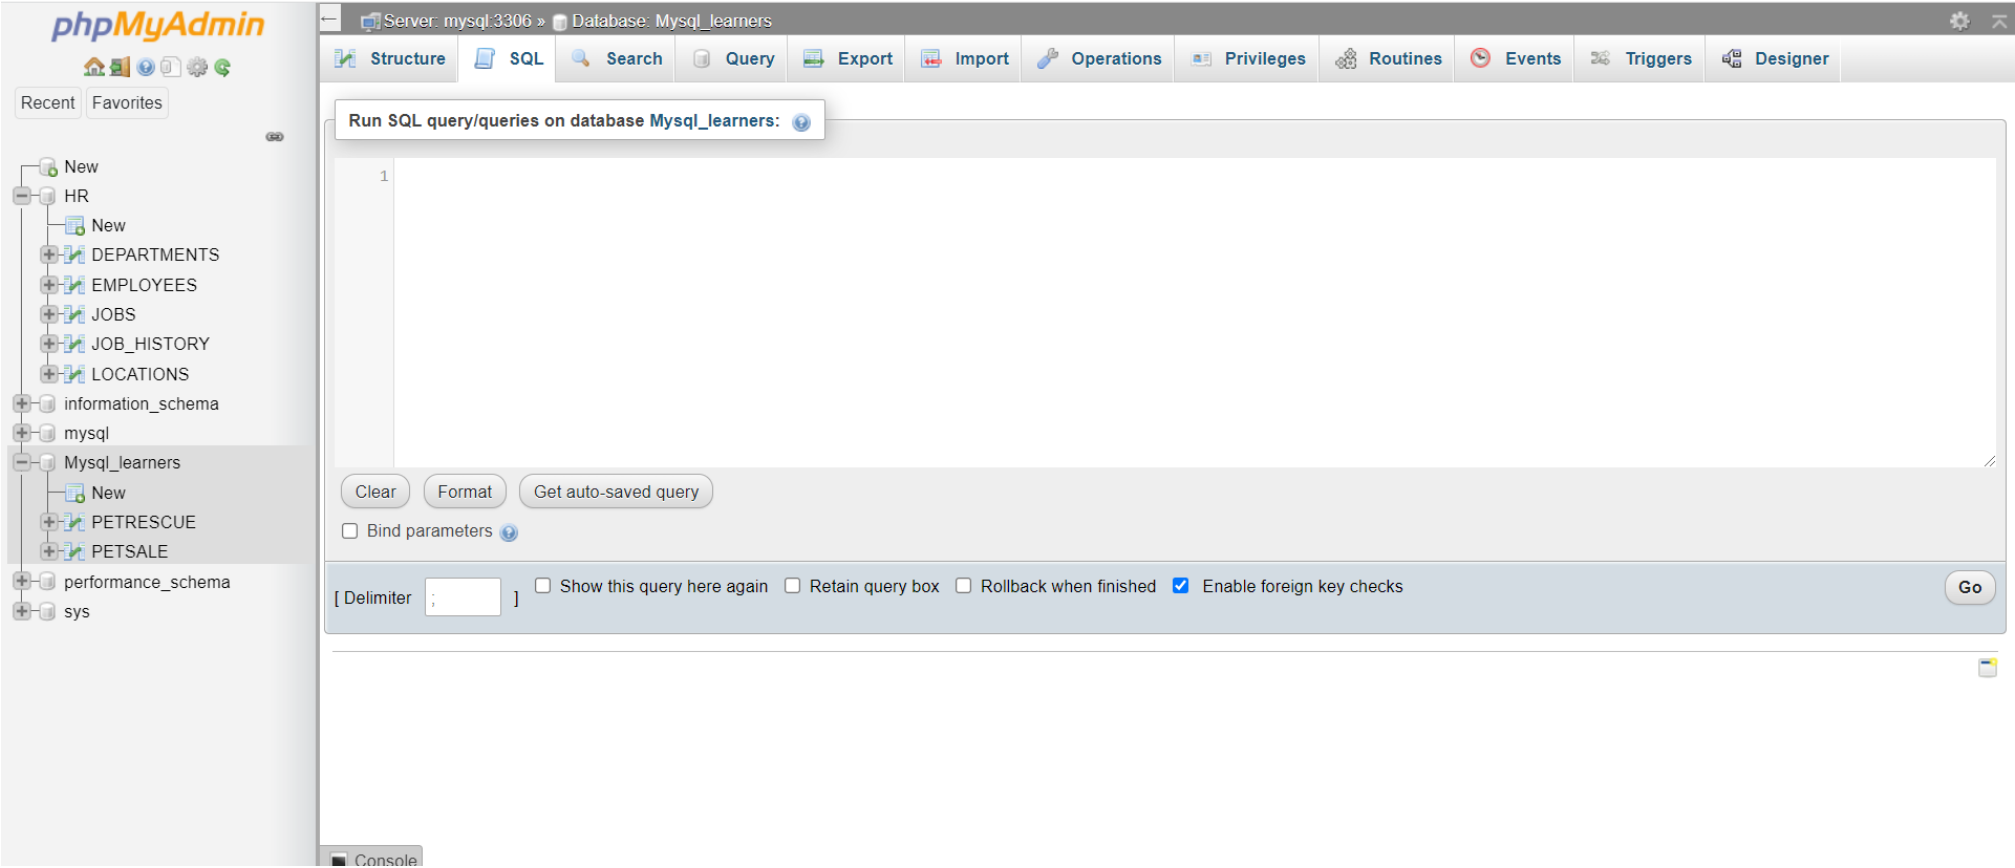 phpMyAdmin
Recent Favorites
New
HR
New
DEPARTMENTS
EMPLOYEES
JOBS
JOB_HISTORY
LOCATIONS
information_schema
mysql
Mysql_learners
New
PETRESCUE
PETSALE
performance_schema
sys
← Server: mysql:3306 » Database: Mysql_learners
Structure SQL Search Query Export Import Operations Privileges Routines Events Triggers Designer
Run SQL query/queries on database Mysql_learners:
1
Clear Format Get auto-saved query
Bind parameters
[ Delimiter ; ] Show this query here again Retain query box Rollback when finished Enable foreign key checks Go
Console